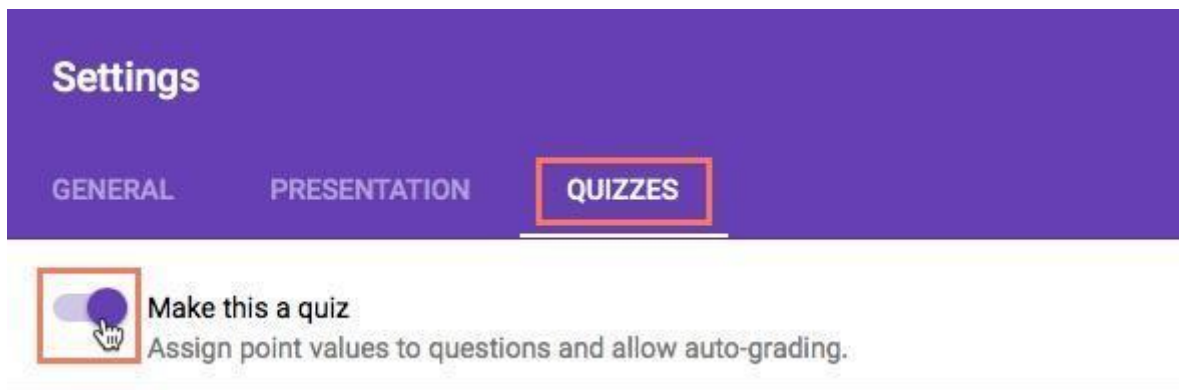 Settings
GENERAL PRESENTATION QUIZZES
Make this a quiz
Assign point values to questions and allow auto-grading.